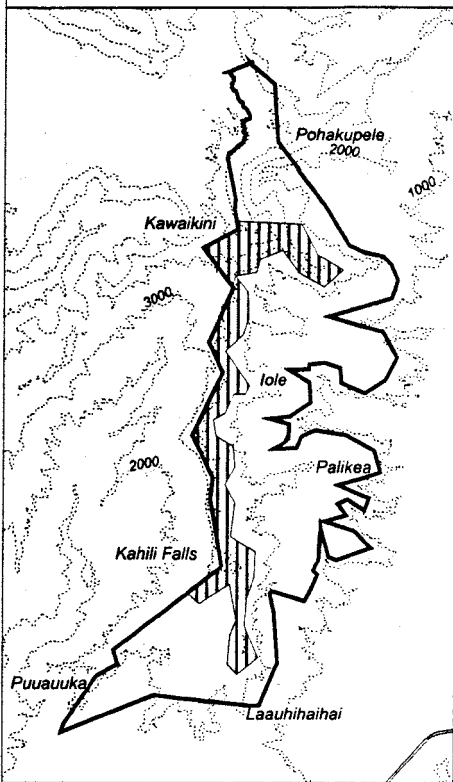 Pohakupele
2000
1000
Kawaikini
3000
Iole
2000
Palikea
Kahili Falls
Puuauuka
Laauhihaihai